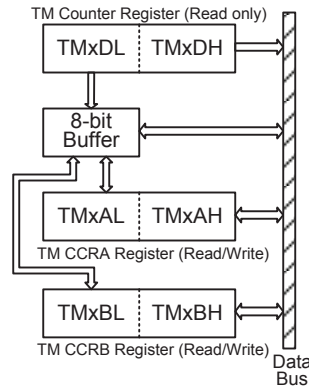 TM Counter Register (Read only)
TMxDL TMxDH
8-bit
Buffer
TMxAL TMxAH
TM CCRA Register (Read/Write)
TMxBL TMxBH
TM CCRB Register (Read/Write)
Data
Bus